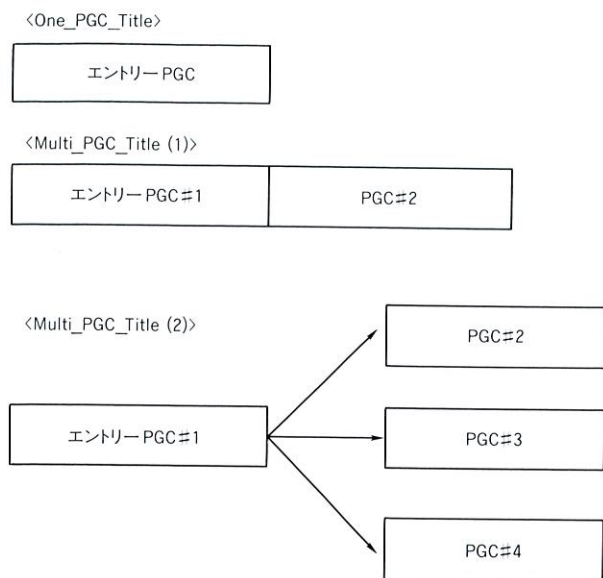 〈One_PGC_Title〉
エントリーPGC
〈Multi_PGC_Title (1)〉
エントリーPGC#1
PGC#2
〈Multi_PGC_Title (2)〉
PGC#2
エントリーPGC#1
PGC#3
PGC#4